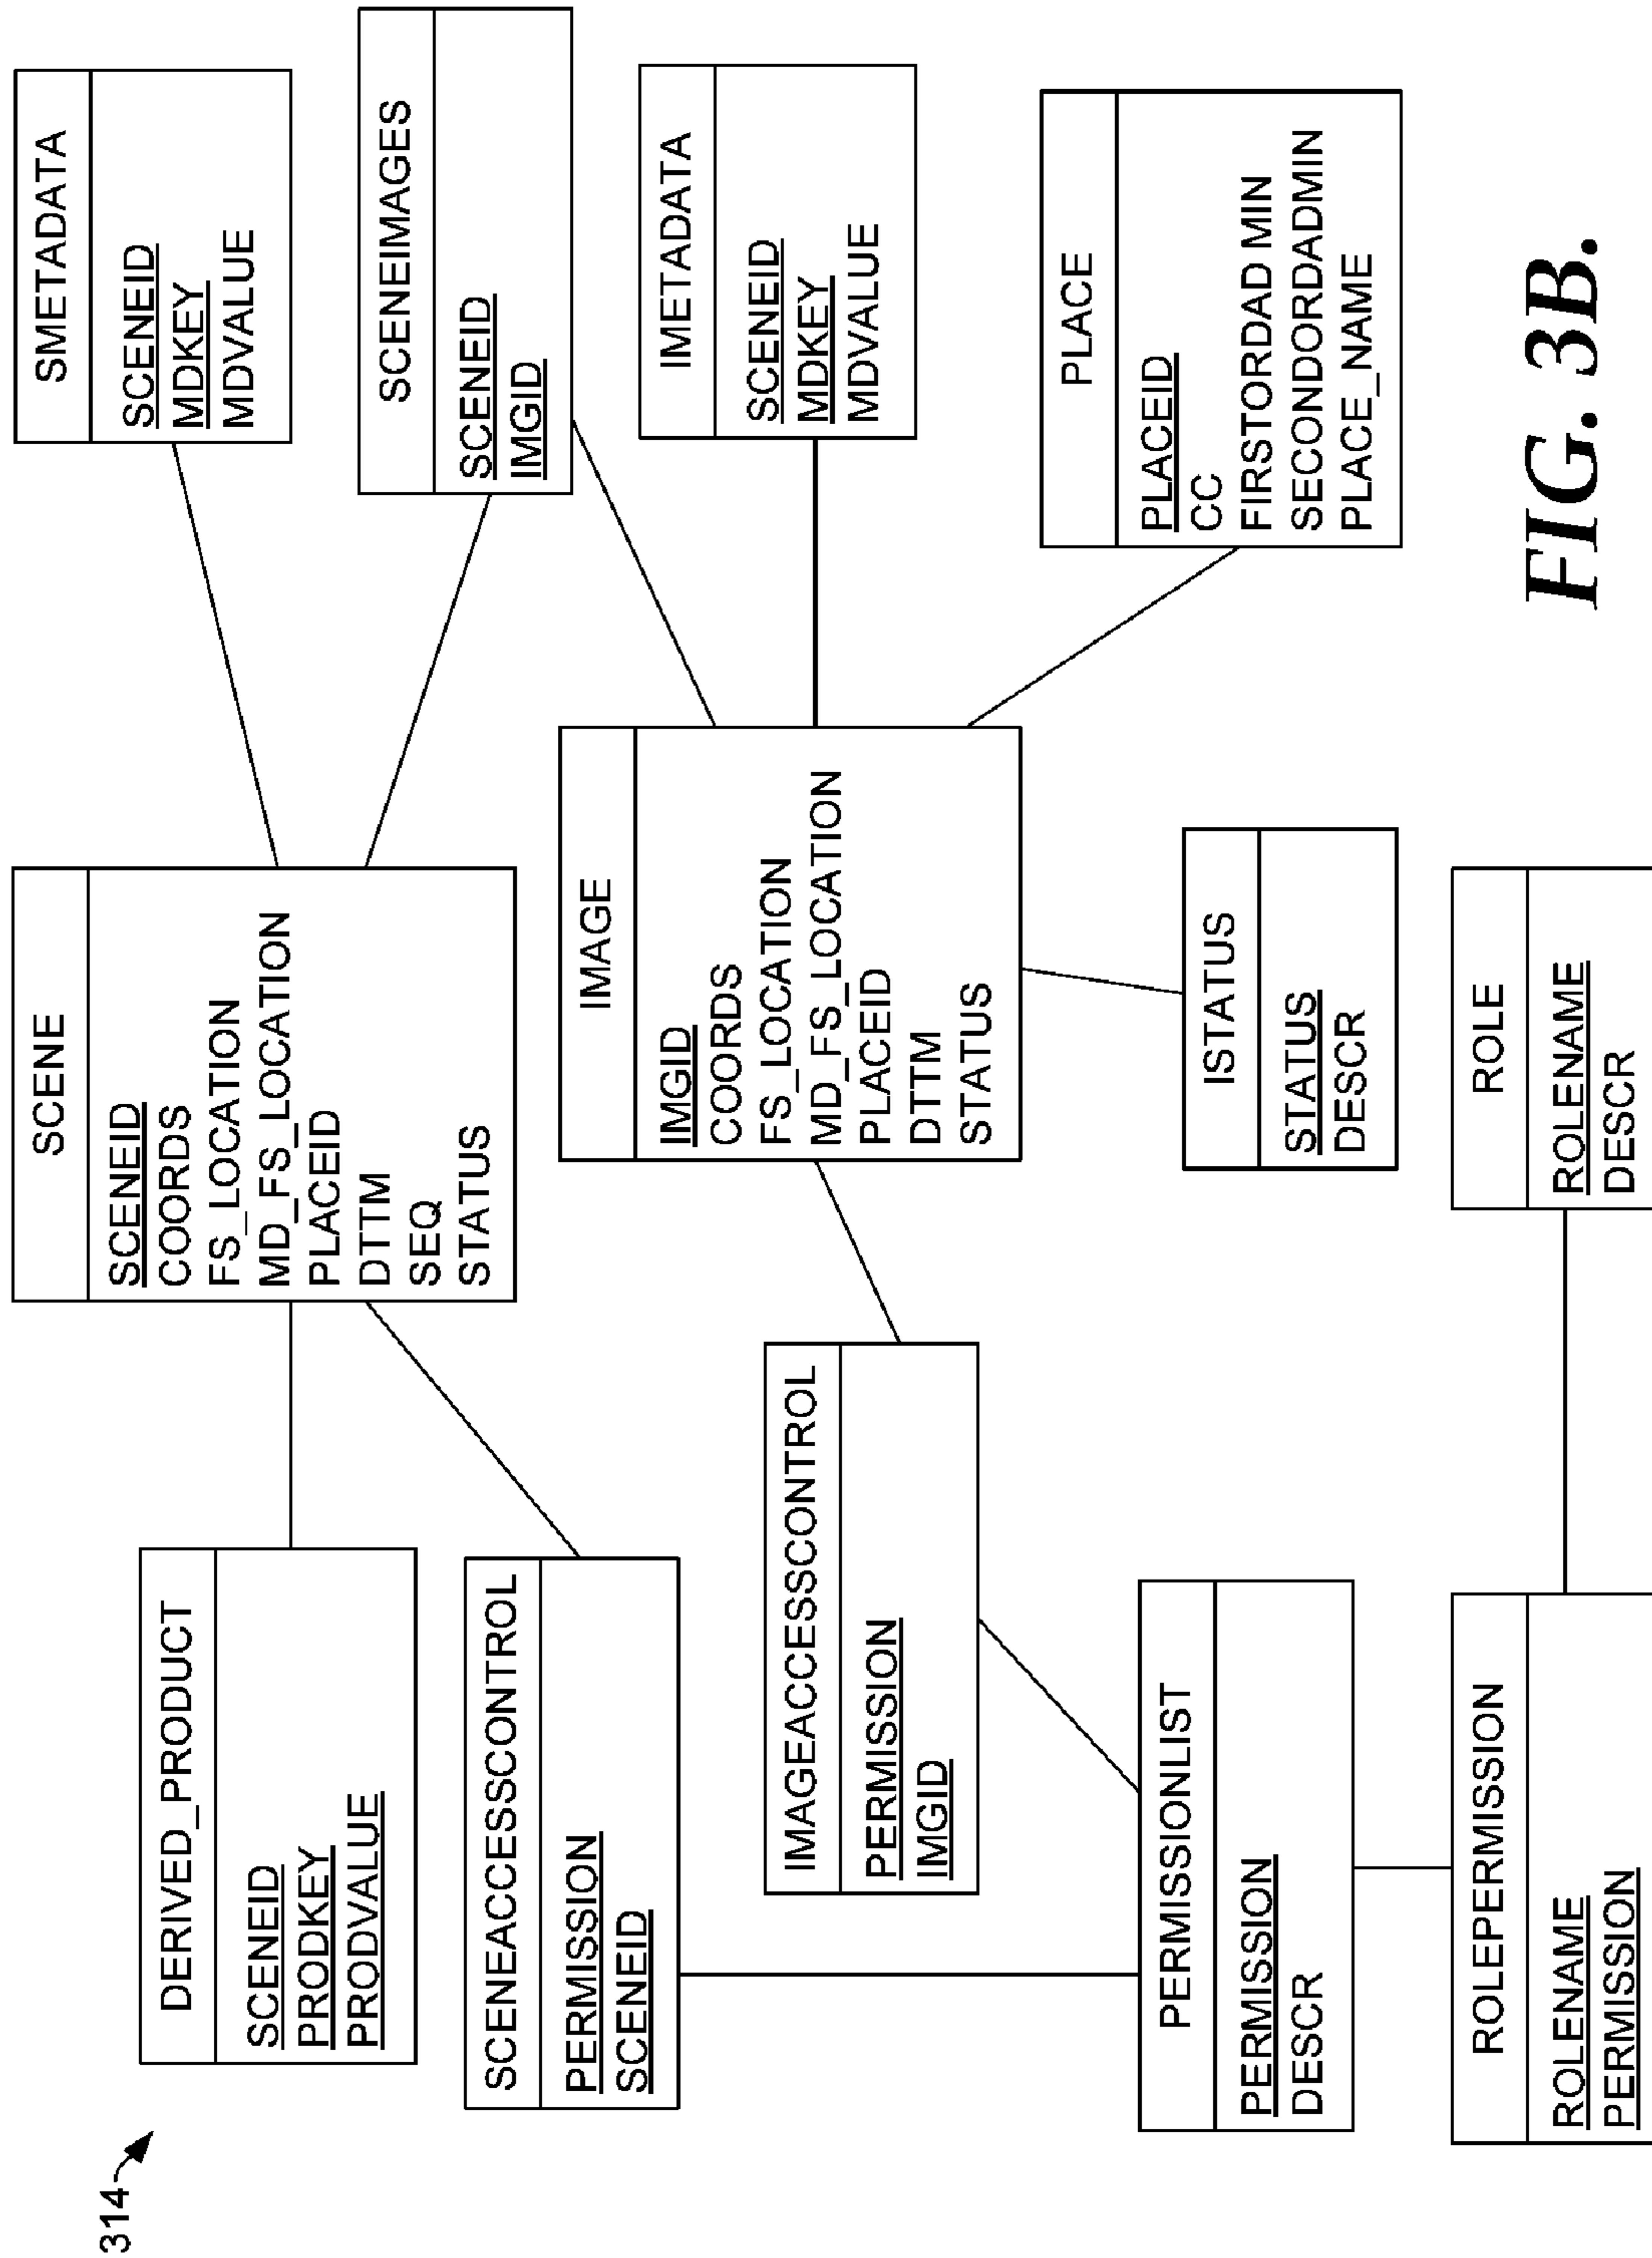 314
DERIVED_PRODUCT
SCENEID
PRODKEY
PRODVALUE
SCENE
SCENEID
COORDS
FS_LOCATION
MD_FS_LOCATION
PLACEID
DTTM
SEQ
STATUS
SMETADATA
SCENEID
MDKEY
MDVALUE
SCENEACCESSCONTROL
PERMISSION
SCENEID
SCENEIMAGES
SCENEID
IMGID
IMAGEACCESSCONTROL
PERMISSION
IMGID
IMAGE
IMGID
COORDS
FS_LOCATION
MD_FS_LOCATION
PLACEID
DTTM
STATUS
IMETADATA
SCENEID
MDKEY
MDVALUE
PERMISSIONLIST
PERMISSION
DESCR
ISTATUS
STATUS
DESCR
PLACE
PLACEID
CC
FIRSTORDAD MIN
SECONDORDADMIN
PLACE_NAME
ROLEPERMISSION
ROLENAME
PERMISSION
ROLE
ROLENAME
DESCR
FIG. 3B.